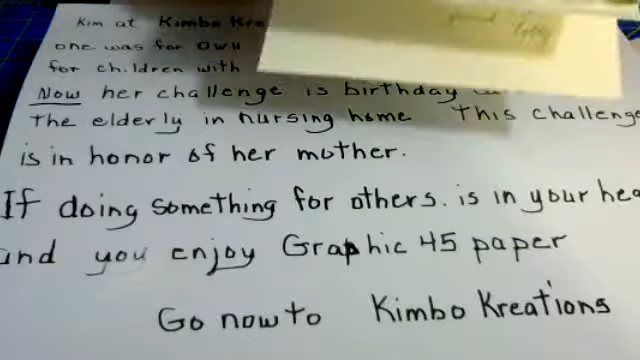 Kim at Kimbo Kre
one was for
for children with
Now her challenge is birthday
the elderly in nursing home This challenge
is in honor of her mother.
If doing something for others. is in your hea
and you enjoy Graphic 45 paper
Go now to Kimbo Kreations